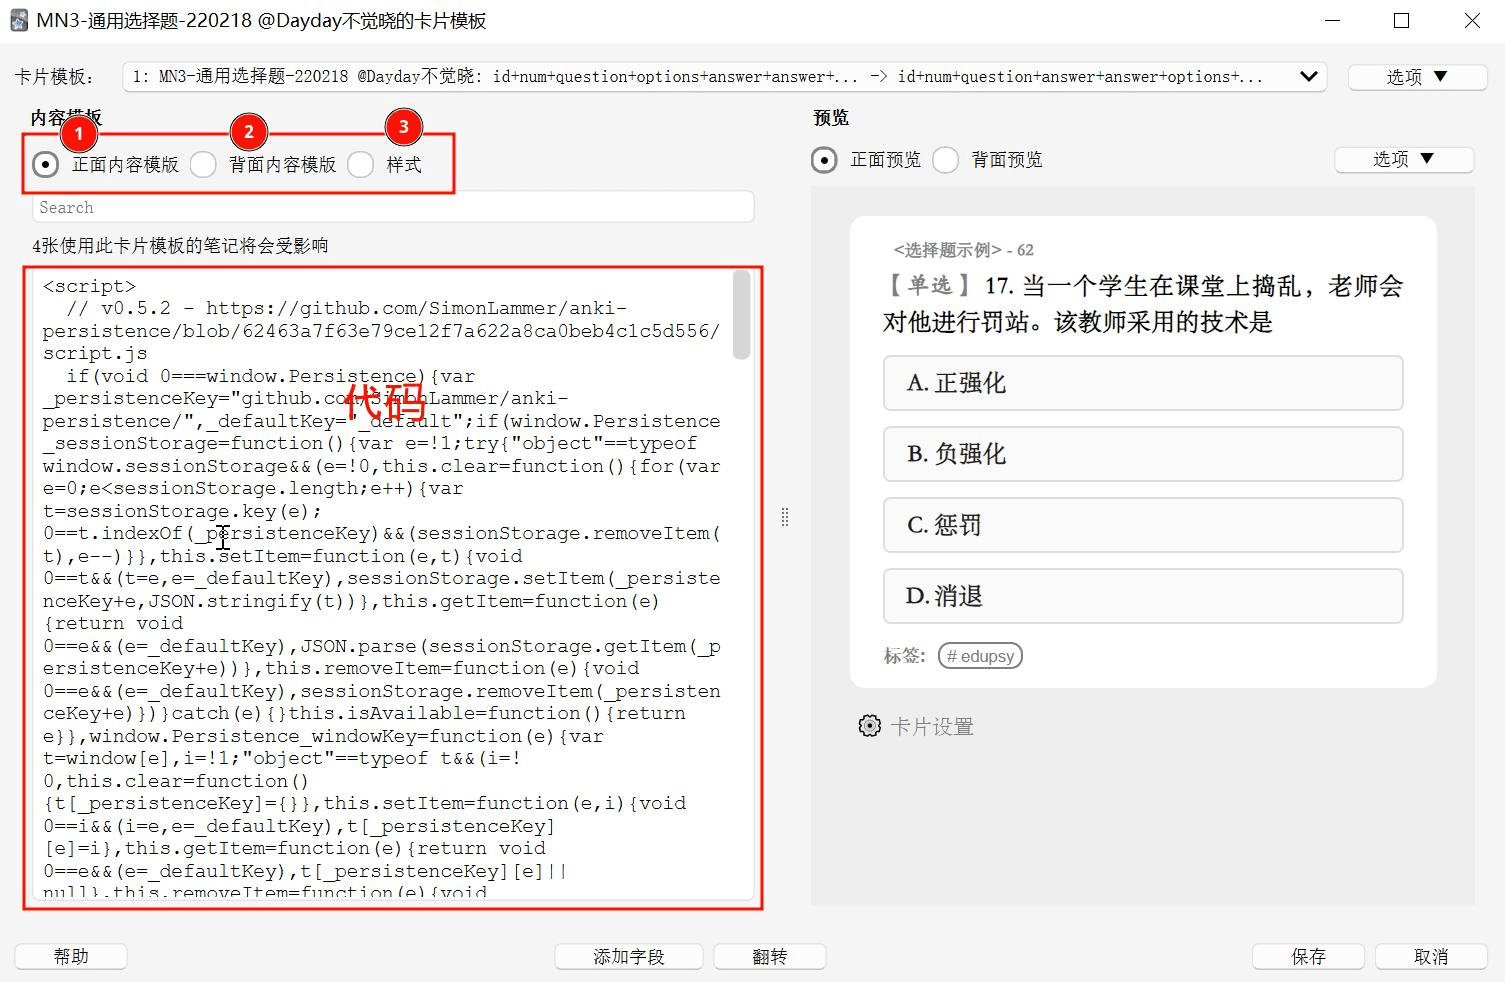 MN3-通用选择题-220218 @Dayday不觉晓的卡片模板
卡片模板: 1: MN3-通用选择题-220218 @Dayday不觉晓: id+num+question+options+answer+answer+... -> id+num+question+answer+answer+options+... 选项 ▼
内容模板
1
2
3
正面内容模版 背面内容模版 样式
Search
4张使用此卡片模板的笔记将会受影响
<script>
// v0.5.2 - https://github.com/SimonLammer/anki-
persistence/blob/62463a7f63e79ce12f7a622a8ca0beb4c1c5d556/
script.js
if(void 0===window.Persistence){var
_persistenceKey="github.com/SimonLammer/anki-
persistence/",_defaultKey="_default";if(window.Persistence
_sessionStorage=function(){var e=!1;try{"object"==typeof
window.sessionStorage&&(e=!0,this.clear=function(){for(var
e=0;e<sessionStorage.length;e++){var
t=sessionStorage.key(e);
0==t.indexOf(_persistenceKey)&&(sessionStorage.removeItem(
t),e--)}},this.setItem=function(e,t){void
0==t&&(t=e,e=_defaultKey),sessionStorage.setItem(_persiste
nceKey+e,JSON.stringify(t))},this.getItem=function(e)
{return void
0==e&&(e=_defaultKey),JSON.parse(sessionStorage.getItem(_p
ersistenceKey+e))},this.removeItem=function(e){void
0==e&&(e=_defaultKey),sessionStorage.removeItem(_persisten
ceKey+e)})}catch(e){}this.isAvailable=function(){return
e}},window.Persistence_windowKey=function(e){var
t=window[e],i=!1;"object"==typeof t&&(i=!
0,this.clear=function()
{t[_persistenceKey]={}},this.setItem=function(e,i){void
0==i&&(i=e,e=_defaultKey),t[_persistenceKey]
[e]=i},this.getItem=function(e){return void
0==e&&(e=_defaultKey),t[_persistenceKey][e]||
null},this.removeItem=function(e){void
代码
预览
正面预览 背面预览 选项 ▼
<选择题示例> - 62
【单选】 17. 当一个学生在课堂上捣乱，老师会
对他进行罚站。该教师采用的技术是
A. 正强化
B. 负强化
C. 惩罚
D. 消退
标签: # edupsy
卡片设置
帮助 添加字段 翻转 保存 取消